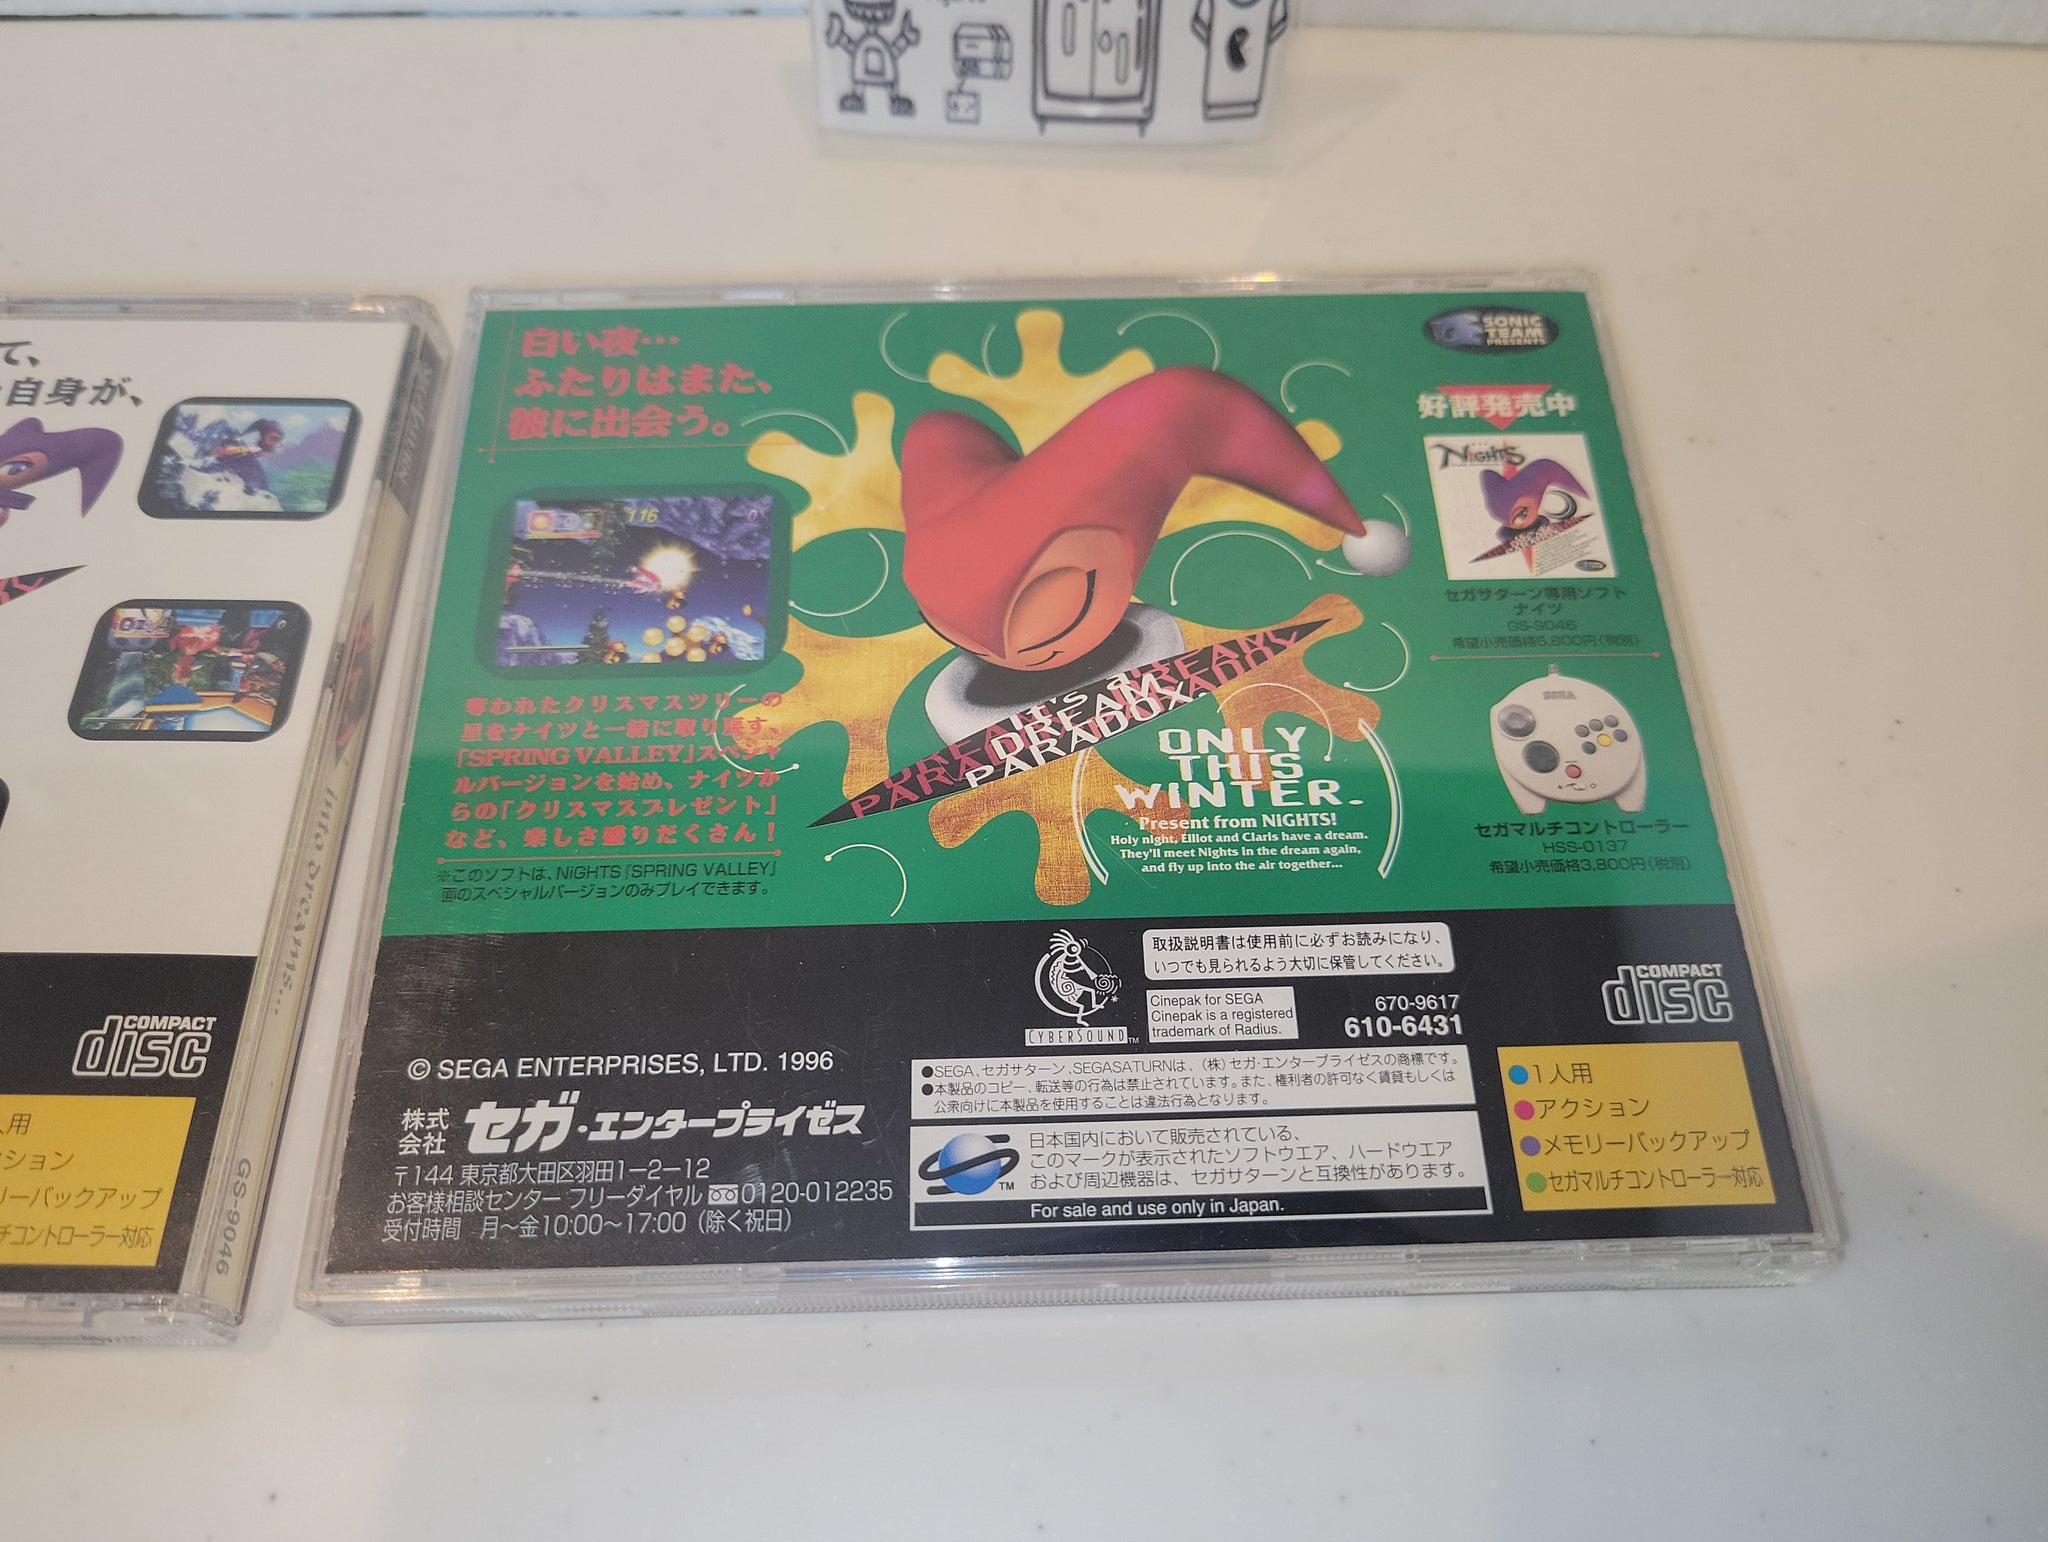 て、
自身が、
COMPACT
disc
人用
ション
リーバックアップ
チコントローラー対応
into DreAmS...
GS-9046
白い夜…
ふたりはまた、
彼に出会う。
116
奪われたクリスマスツリーの
星をナイツと一緒に取り戻す、
「SPRING VALLEY」スペシャ
ルバージョンを始め、ナイツか
らの「クリスマスプレゼント」
など、楽しさ盛りだくさん！
※このソフトは、NiGHTS「SPRING VALLEY」
面のスペシャルバージョンのみプレイできます。
It's a
DREAM
PARADOX
ONLY
THIS
WINTER.
Present from NiGHTS!
Holy night, Elliot and Claris have a dream.
They'll meet Nights in the dream again,
and fly up into the air together...
SONIC
TEAM
PRESENTS
好評発売中
NiGHTS
セガサターン専用ソフト
ナイツ
GS-9046
希望小売価格5,800円(税別)
SEGA
セガマルチコントローラー
HSS-0137
希望小売価格3,800円(税別)
CYBERSOUND™
取扱説明書は使用前に必ずお読みになり、
いつでも見られるよう大切に保管してください。
Cinepak for SEGA
Cinepak is a registered
trademark of Radius.
670-9617
610-6431
COMPACT
disc
© SEGA ENTERPRISES, LTD. 1996
株式会社 セガ・エンタープライゼス
〒144 東京都大田区羽田1-2-12
お客様相談センター フリーダイヤル 0120-012235
受付時間 月〜金10:00〜17:00(除く祝日)
●SEGA、セガサターン、SEGASATURNは、(株)セガ・エンタープライゼスの商標です。
●本製品のコピー、転送等の行為は禁止されています。また、権利者の許可なく賃貸もしくは
公衆向けに本製品を使用することは違法行為となります。
日本国内において販売されている、
このマークが表示されたソフトウエア、ハードウエア
および周辺機器は、セガサターンと互換性があります。
TM
For sale and use only in Japan.
●1人用
●アクション
●メモリーバックアップ
●セガマルチコントローラー対応